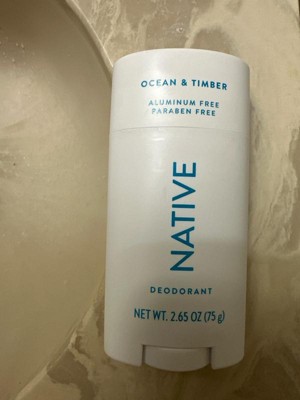 OCEAN & TIMBER
ALUMINUM FREE
PARABEN FREE
NATIVE
DEODORANT
NET WT. 2.65 OZ (75 g)